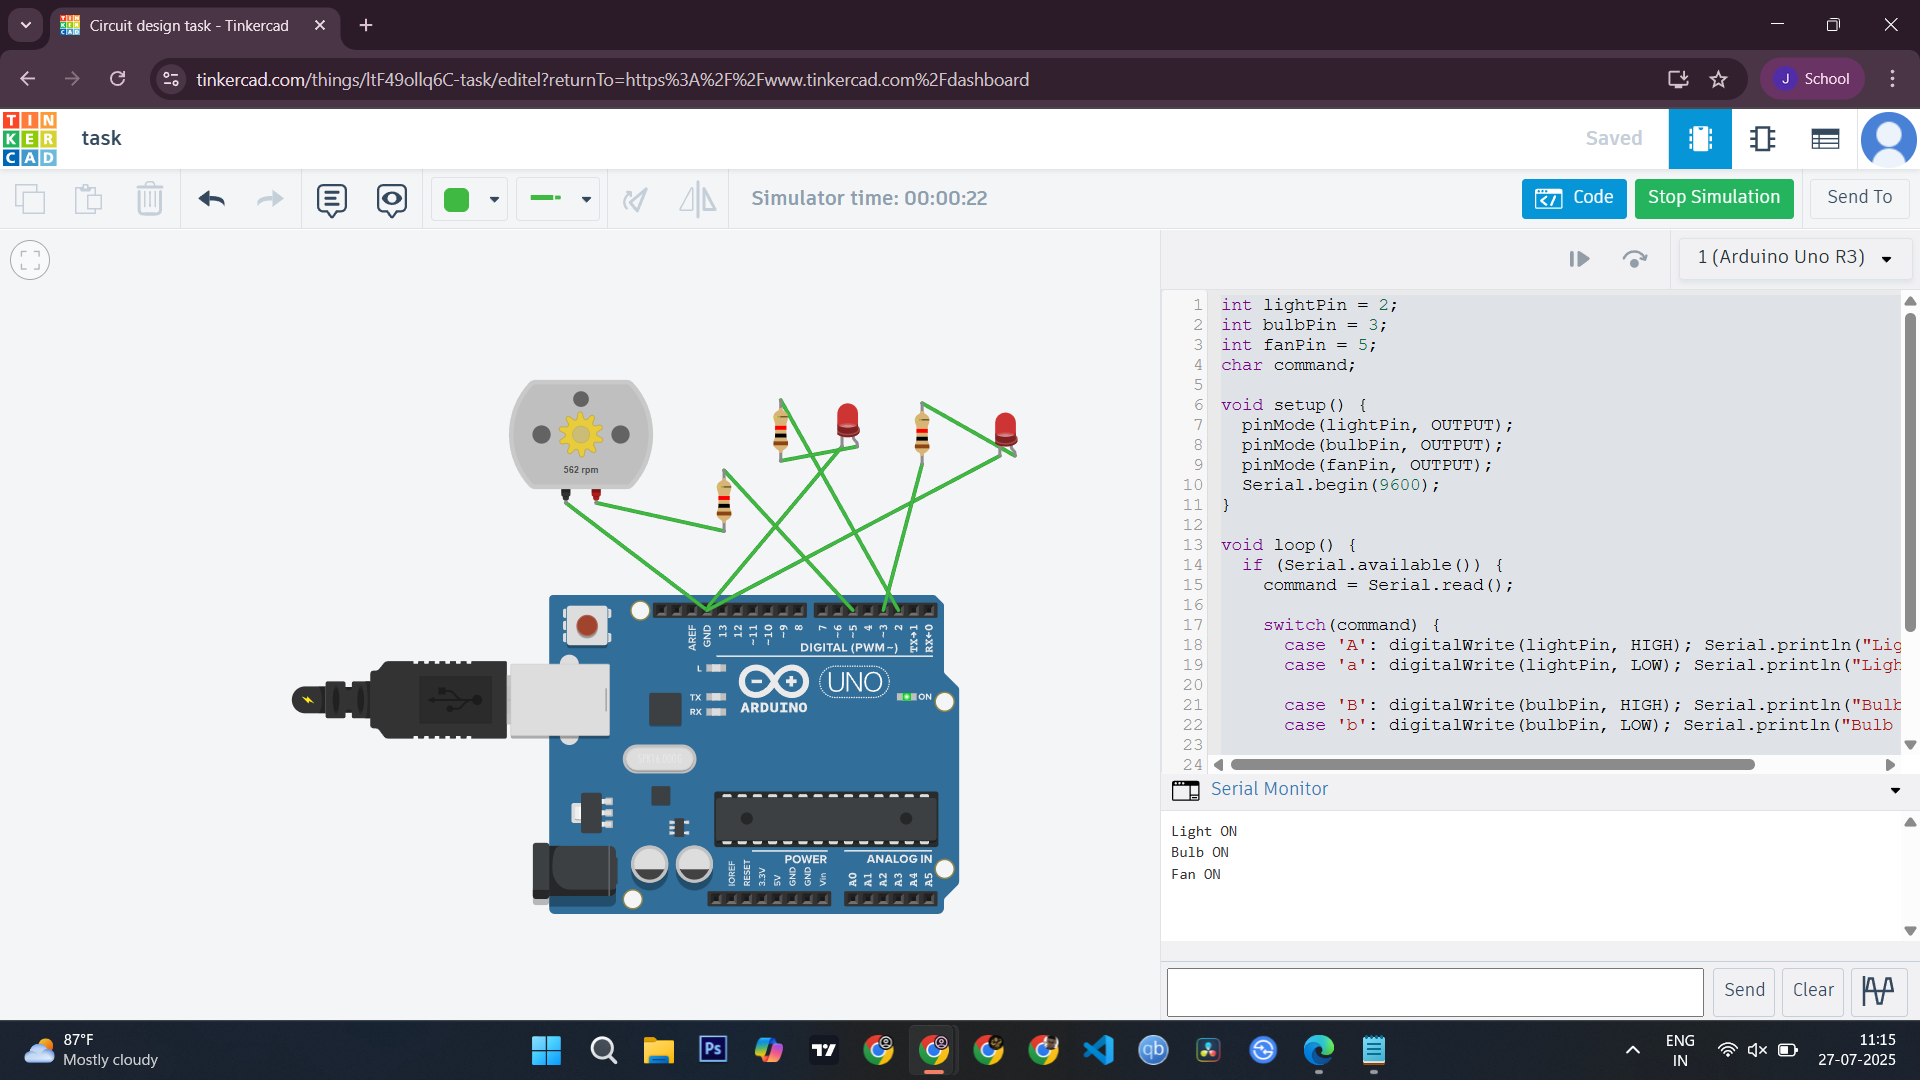 Circuit design task - Tinkercad
tinkercad.com/things/ltF49ollq6C-task/editel?returnTo=https%3A%2F%2Fwww.tinkercad.com%2Fdashboard
J School
TIN
KER
CAD
task
Saved
Simulator time: 00:00:22
Code
Stop Simulation
Send To
1 (Arduino Uno R3)
1 int lightPin = 2;
2 int bulbPin = 3;
3 int fanPin = 5;
4 char command;
5
6 void setup() {
7 pinMode(lightPin, OUTPUT);
8 pinMode(bulbPin, OUTPUT);
9 pinMode(fanPin, OUTPUT);
10 Serial.begin(9600);
11 }
12
13 void loop() {
14 if (Serial.available()) {
15 command = Serial.read();
16
17 switch(command) {
18 case 'A': digitalWrite(lightPin, HIGH); Serial.println("Lig
19 case 'a': digitalWrite(lightPin, LOW); Serial.println("Ligh
20
21 case 'B': digitalWrite(bulbPin, HIGH); Serial.println("Bulb
22 case 'b': digitalWrite(bulbPin, LOW); Serial.println("Bulb
23
24
562 rpm
AREF GND 13 12 ~11 ~10 ~9 8 7 ~6 ~5 4 ~3 2 TX→1 RX←0
DIGITAL (PWM~)
L
TX
RX
ARDUINO
UNO
ON
POWER
ANALOG IN
IOREF RESET 3.3V 5V GND GND Vin A0 A1 A2 A3 A4 A5
Serial Monitor
Light ON
Bulb ON
Fan ON
Send
Clear
87°F
Mostly cloudy
Ps
qb
ENG
IN
11:15
27-07-2025